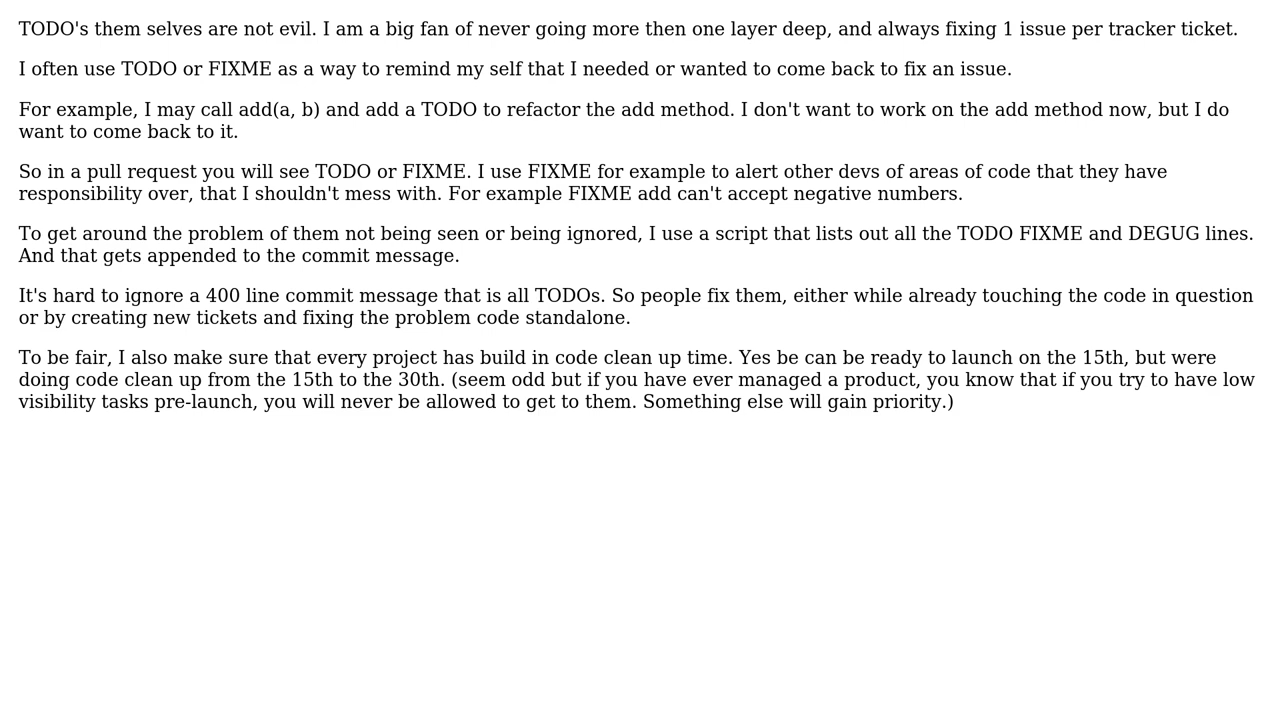 TODO's them selves are not evil. I am a big fan of never going more then one layer deep, and always fixing 1 issue per tracker ticket.
I often use TODO or FIXME as a way to remind my self that I needed or wanted to come back to fix an issue.
For example, I may call add(a, b) and add a TODO to refactor the add method. I don't want to work on the add method now, but I do
want to come back to it.
So in a pull request you will see TODO or FIXME. I use FIXME for example to alert other devs of areas of code that they have
responsibility over, that I shouldn't mess with. For example FIXME add can't accept negative numbers.
To get around the problem of them not being seen or being ignored, I use a script that lists out all the TODO FIXME and DEGUG lines.
And that gets appended to the commit message.
It's hard to ignore a 400 line commit message that is all TODOs. So people fix them, either while already touching the code in question
or by creating new tickets and fixing the problem code standalone.
To be fair, I also make sure that every project has build in code clean up time. Yes be can be ready to launch on the 15th, but were
doing code clean up from the 15th to the 30th. (seem odd but if you have ever managed a product, you know that if you try to have low
visibility tasks pre-launch, you will never be allowed to get to them. Something else will gain priority.)